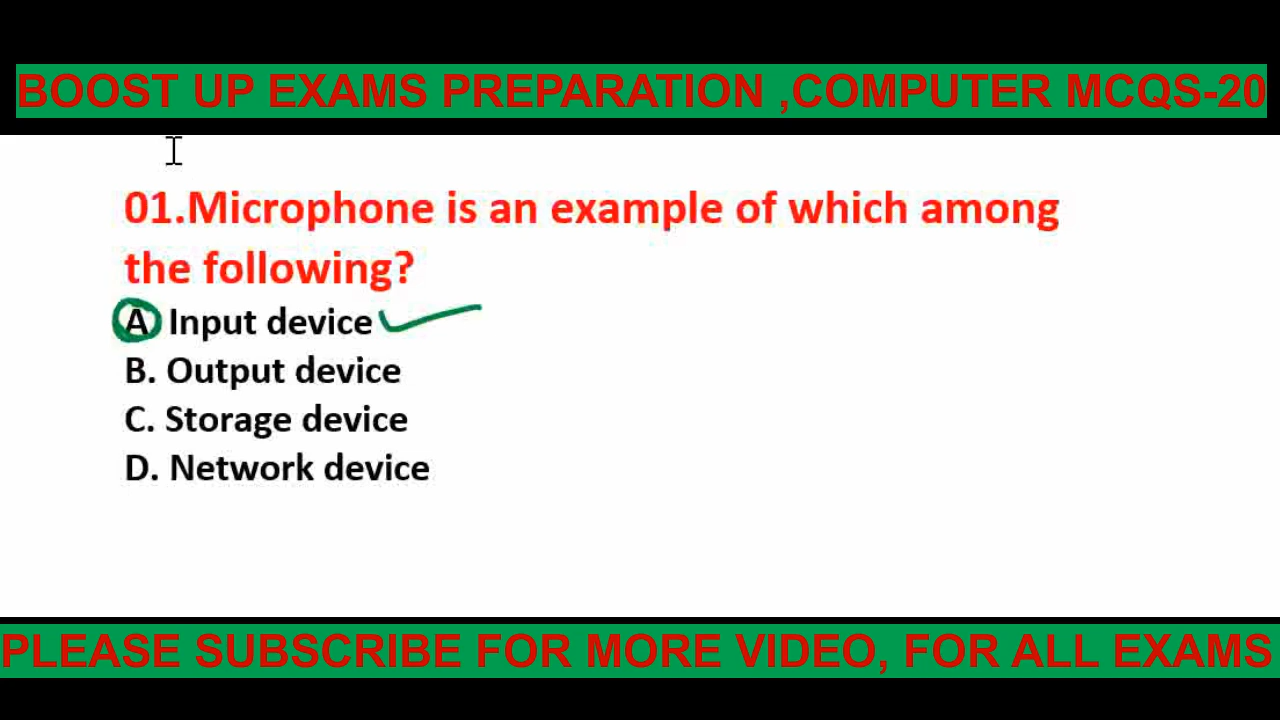 BOOST UP EXAMS PREPARATION ,COMPUTER MCQS-20
01.Microphone is an example of which among
the following?
A Input device
B. Output device
C. Storage device
D. Network device
PLEASE SUBSCRIBE FOR MORE VIDEO, FOR ALL EXAMS